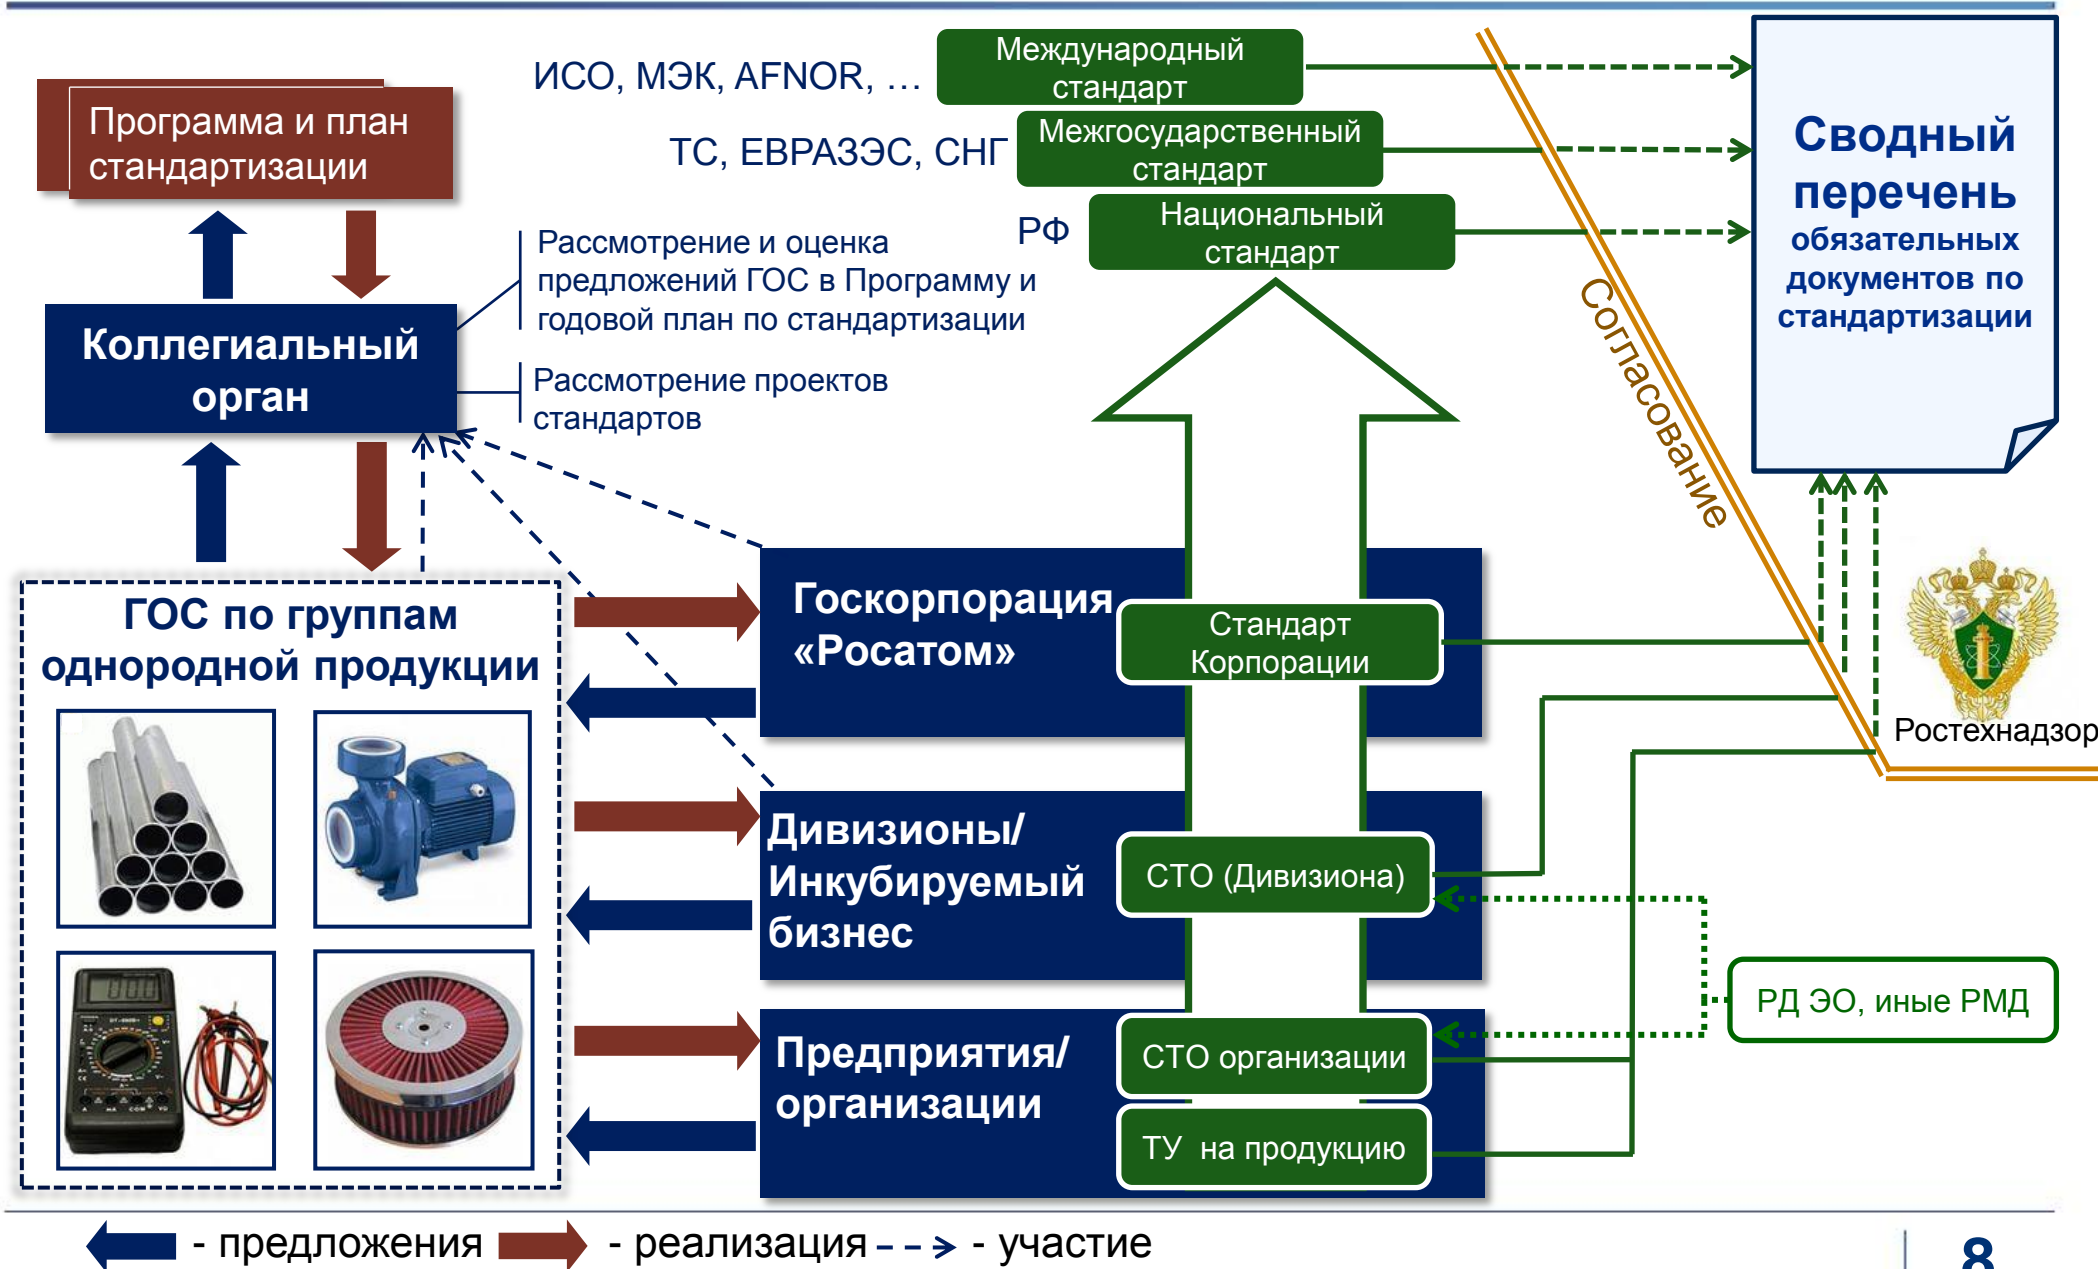 Программа и план
стандартизации
ИСО, МЭК, AFNOR, …
Международный
стандарт
ТС, ЕВРАЗЭС, СНГ
Межгосударственный
стандарт
РФ
Национальный
стандарт
Сводный
перечень
обязательных
документов по
стандартизации
Рассмотрение и оценка
предложений ГОС в Программу и
годовой план по стандартизации
Коллегиальный
орган
Рассмотрение проектов
стандартов
Согласование
ГОС по группам
однородной продукции
Госкорпорация
«Росатом»
Стандарт
Корпорации
Ростехнадзор
Дивизионы/
Инкубируемый
бизнес
СТО (Дивизиона)
РД ЭО, иные РМД
Предприятия/
организации
СТО организации
ТУ на продукцию
- предложения
- реализация
- участие
8